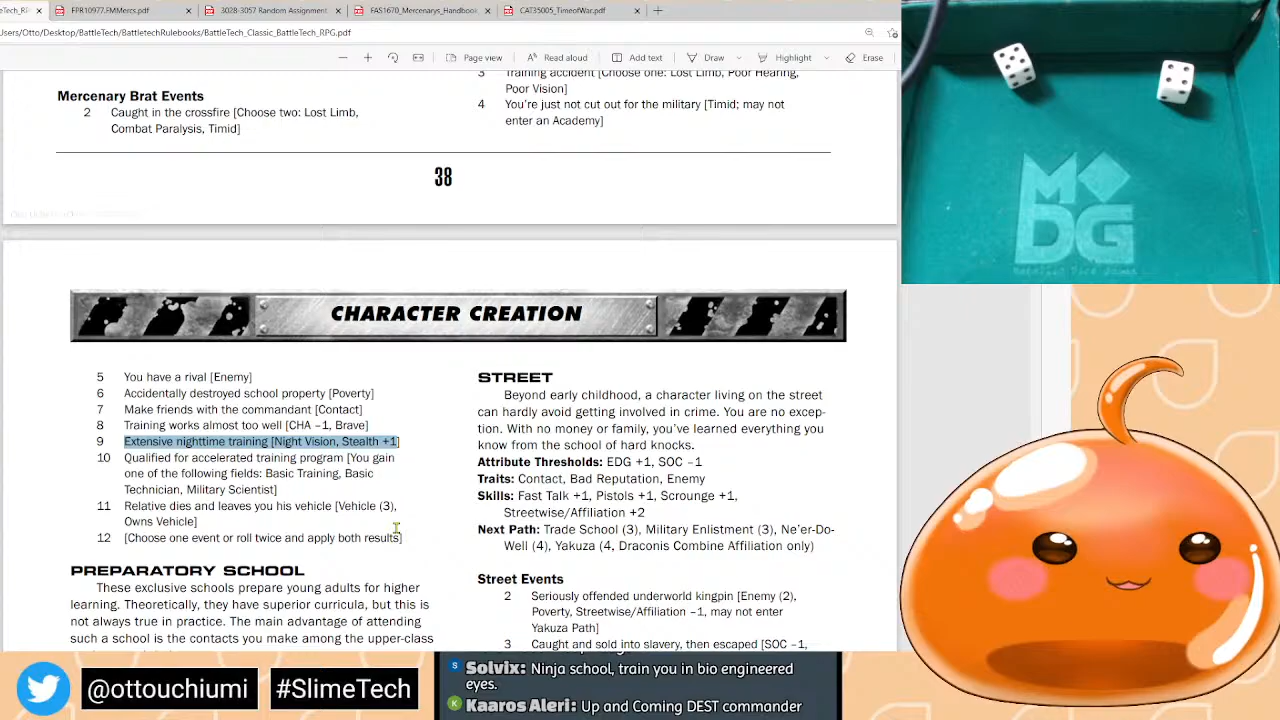 eTech_RP
FPR10977.FMMercs.pdf
3028-3057 Random Assignment
FAS1670_Mercenarys_Handbook
CAT35005_TimeofWar.pdf
Jsers/Otto/Desktop/BattleTech/BattletechRulebooks/BattleTech_Classic_BattleTech_RPG.pdf
Page view
Read aloud
Add text
Draw
Highlight
Erase
Mercenary Brat Events
2 Caught in the crossfire [Choose two: Lost Limb,
Combat Paralysis, Timid]
3 Training accident [Choose one: Lost Limb, Poor Hearing,
Poor Vision]
4 You're just not cut out for the military [Timid; may not
enter an Academy]
38
CHARACTER CREATION
5 You have a rival [Enemy]
6 Accidentally destroyed school property [Poverty]
7 Make friends with the commandant [Contact]
8 Training works almost too well [CHA –1, Brave]
9 Extensive nighttime training [Night Vision, Stealth +1]
10 Qualified for accelerated training program [You gain
one of the following fields: Basic Training, Basic
Technician, Military Scientist]
11 Relative dies and leaves you his vehicle [Vehicle (3),
Owns Vehicle]
12 [Choose one event or roll twice and apply both results]
PREPARATORY SCHOOL
These exclusive schools prepare young adults for higher
learning. Theoretically, they have superior curricula, but this is
not always true in practice. The main advantage of attending
such a school is the contacts you make among the upper-class
STREET
Beyond early childhood, a character living on the street
can hardly avoid getting involved in crime. You are no excep-
tion. With no money or family, you've learned everything you
know from the school of hard knocks.
Attribute Thresholds: EDG +1, SOC –1
Traits: Contact, Bad Reputation, Enemy
Skills: Fast Talk +1, Pistols +1, Scrounge +1,
Streetwise/Affiliation +2
Next Path: Trade School (3), Military Enlistment (3), Ne'er-Do-
Well (4), Yakuza (4, Draconis Combine Affiliation only)
Street Events
2 Seriously offended underworld kingpin [Enemy (2),
Poverty, Streetwise/Affiliation –1, may not enter
Yakuza Path]
3 Caught and sold into slavery, then escaped [SOC –1,
MDG
@ottouchiumi
#SlimeTech
Solvix: Ninja school, train you in bio engineered
eyes.
Kaaros Aleri: Up and Coming DEST commander